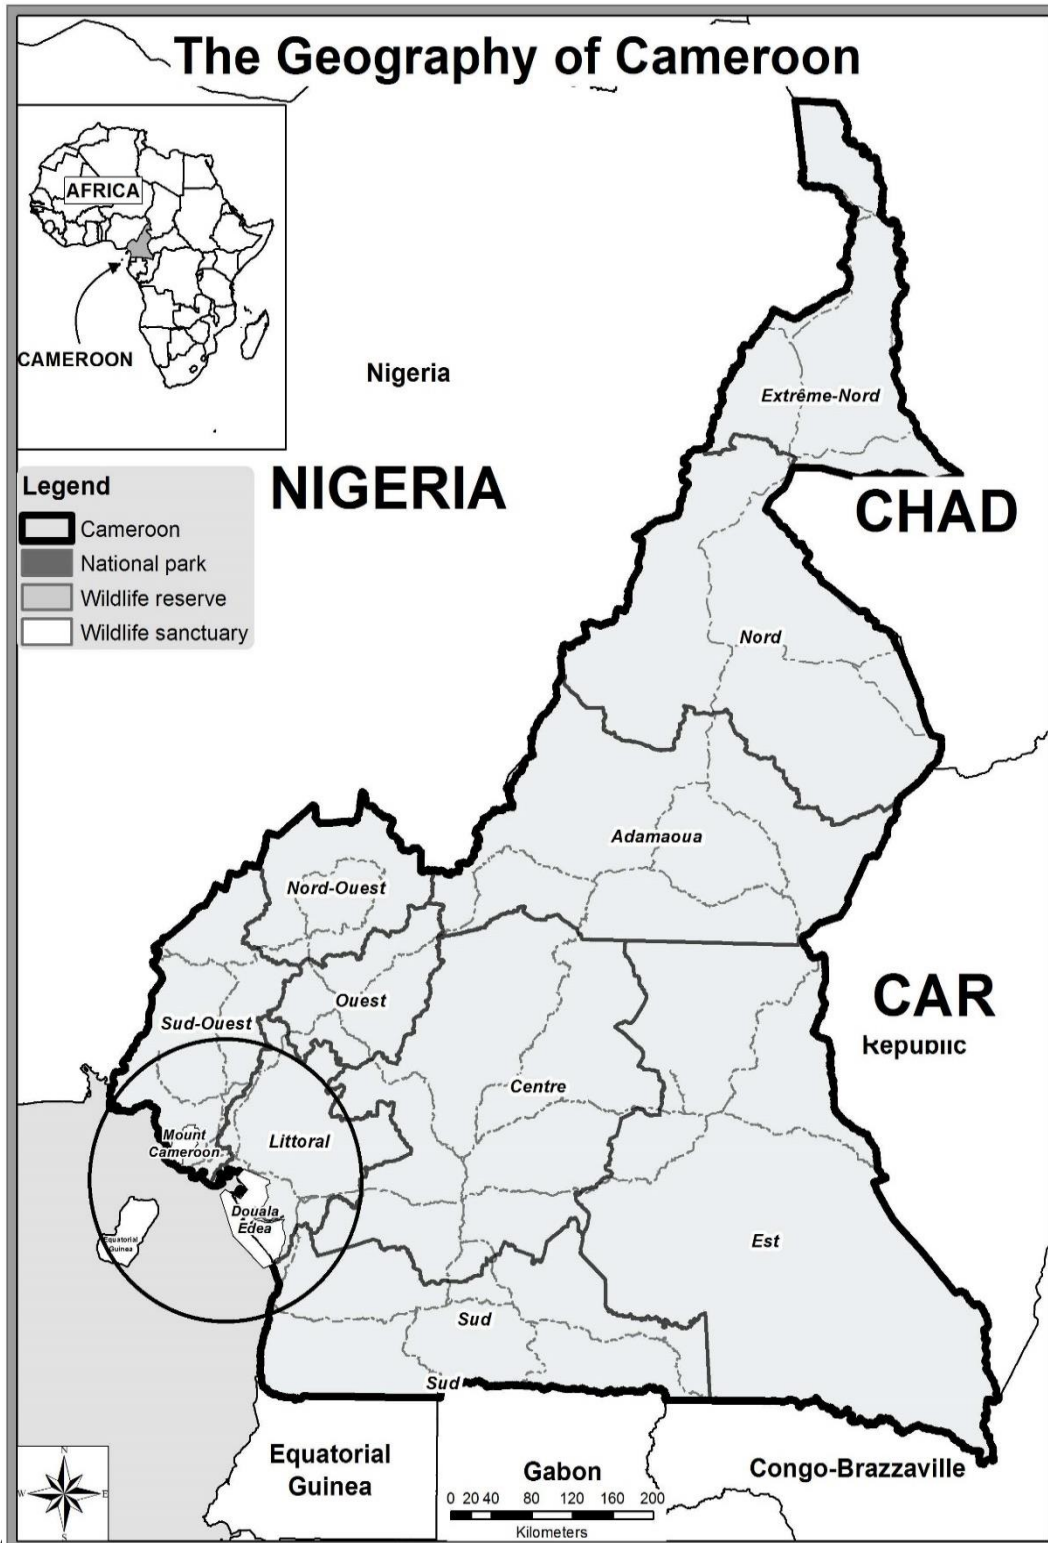 The Geography of Cameroon
AFRICA
CAMEROON
Nigeria
NIGERIA
Extrême-Nord
CHAD
Legend
Cameroon
National park
Wildlife reserve
Wildlife sanctuary
Nord
Adamaoua
Nord-Ouest
Ouest
Sud-Ouest
CAR
Republic
Centre
Mount
Cameroon
Littoral
Douala
Edea
Equatorial
Guinea
Est
Sud
Sud
Equatorial
Guinea
Gabon
Congo-Brazzaville
0 20 40 80 120 160 200
Kilometers
N
W
E
S